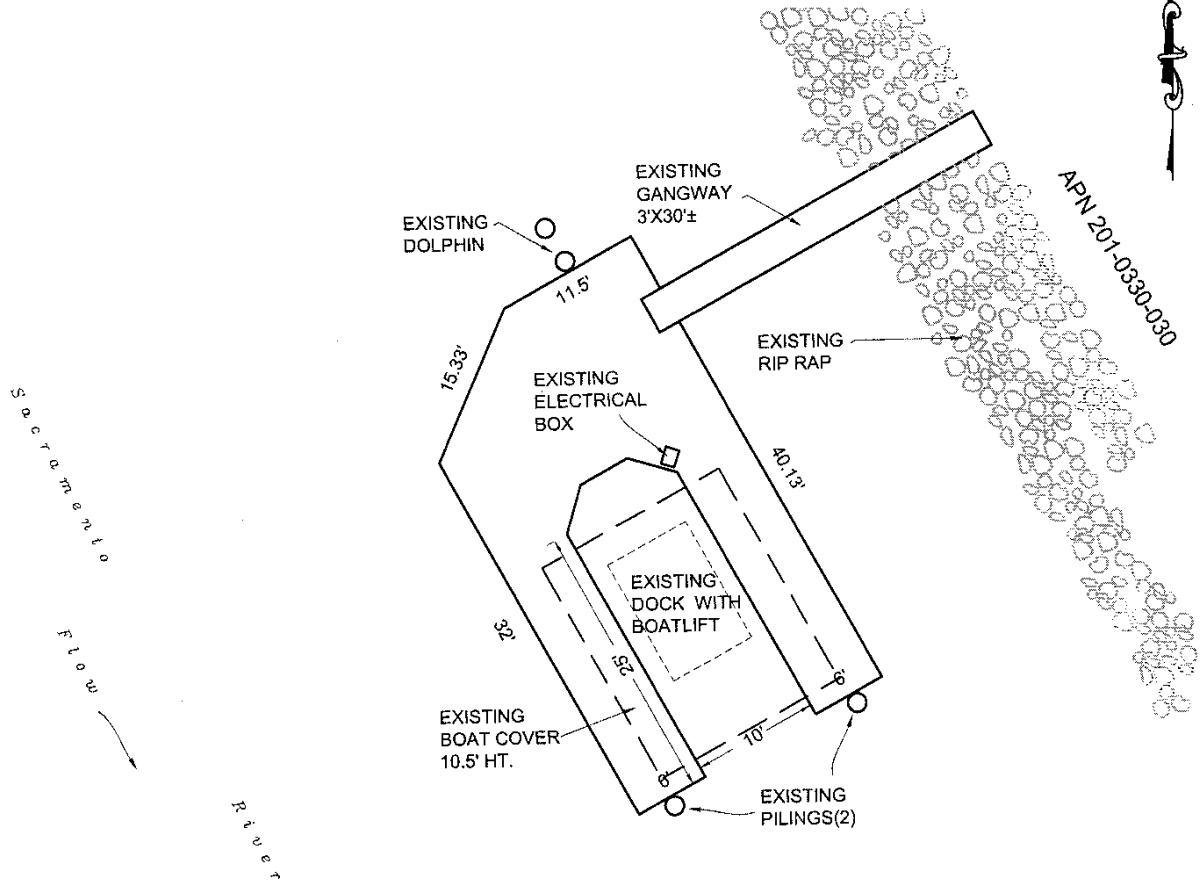 EXISTING
GANGWAY
3'X30'±
APN 201-0330-030
EXISTING
DOLPHIN
11.5'
EXISTING
RIP RAP
15.33'
EXISTING
ELECTRICAL
BOX
40.13'
Sacramento
River
Flow
EXISTING
DOCK WITH
BOATLIFT
32'
25'
6'
EXISTING
BOAT COVER
10.5' HT.
10'
6'
EXISTING
PILINGS(2)